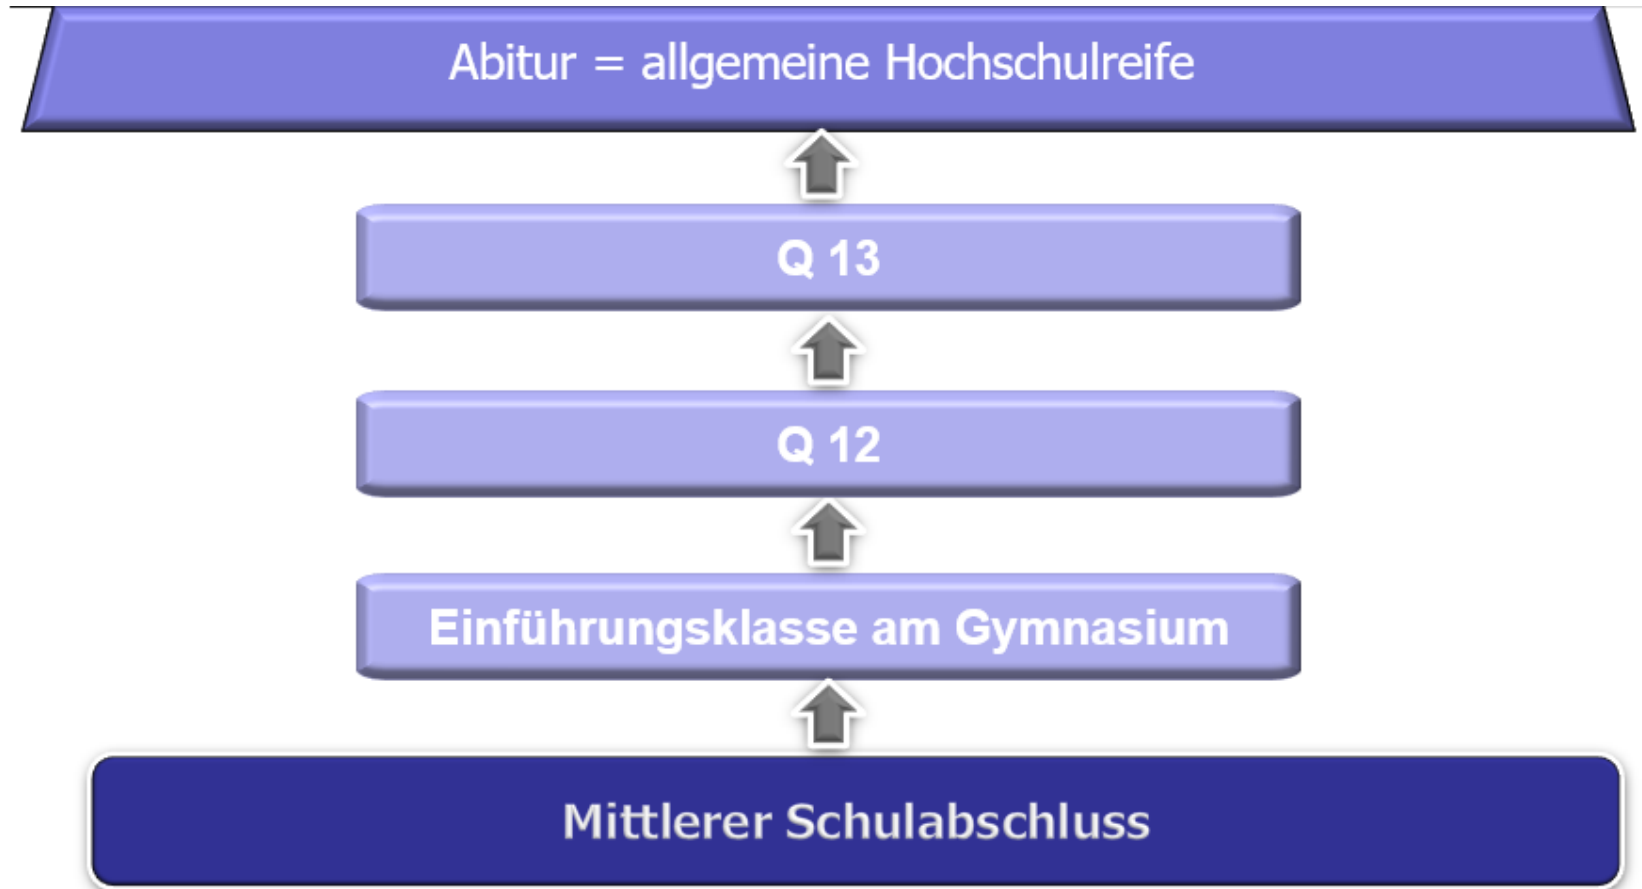 Abitur = allgemeine Hochschulreife
Q 13
Q 12
Einführungsklasse am Gymnasium
Mittlerer Schulabschluss